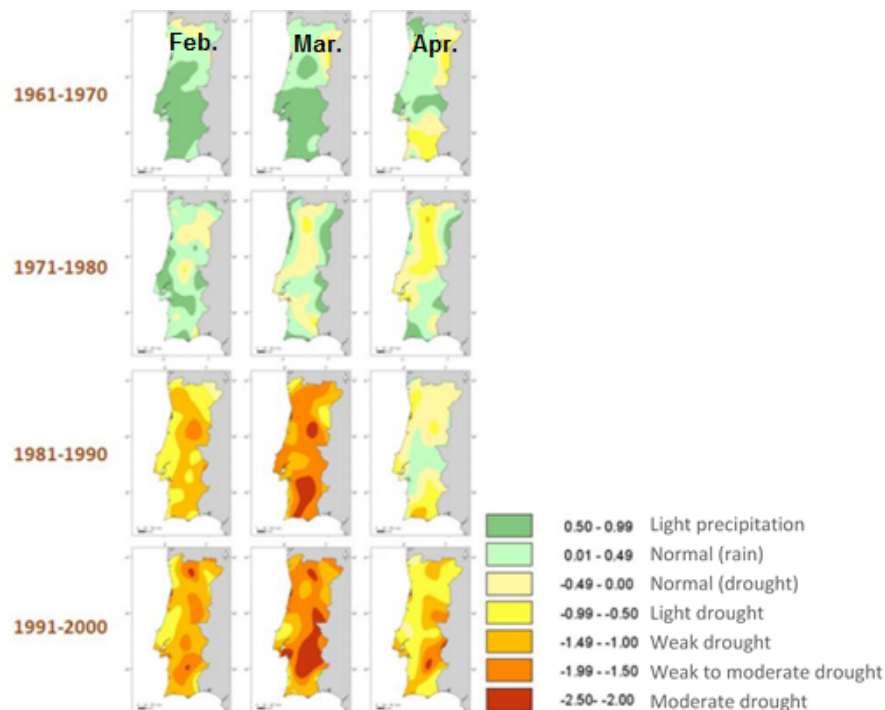 Feb. Mar. Apr.
1961-1970
1971-1980
1981-1990
1991-2000
0.50 - 0.99 Light precipitation
0.01 - 0.49 Normal (rain)
-0.49 - 0.00 Normal (drought)
-0.99 --0.50 Light drought
-1.49 --1.00 Weak drought
-1.99 --1.50 Weak to moderate drought
-2.50- -2.00 Moderate drought